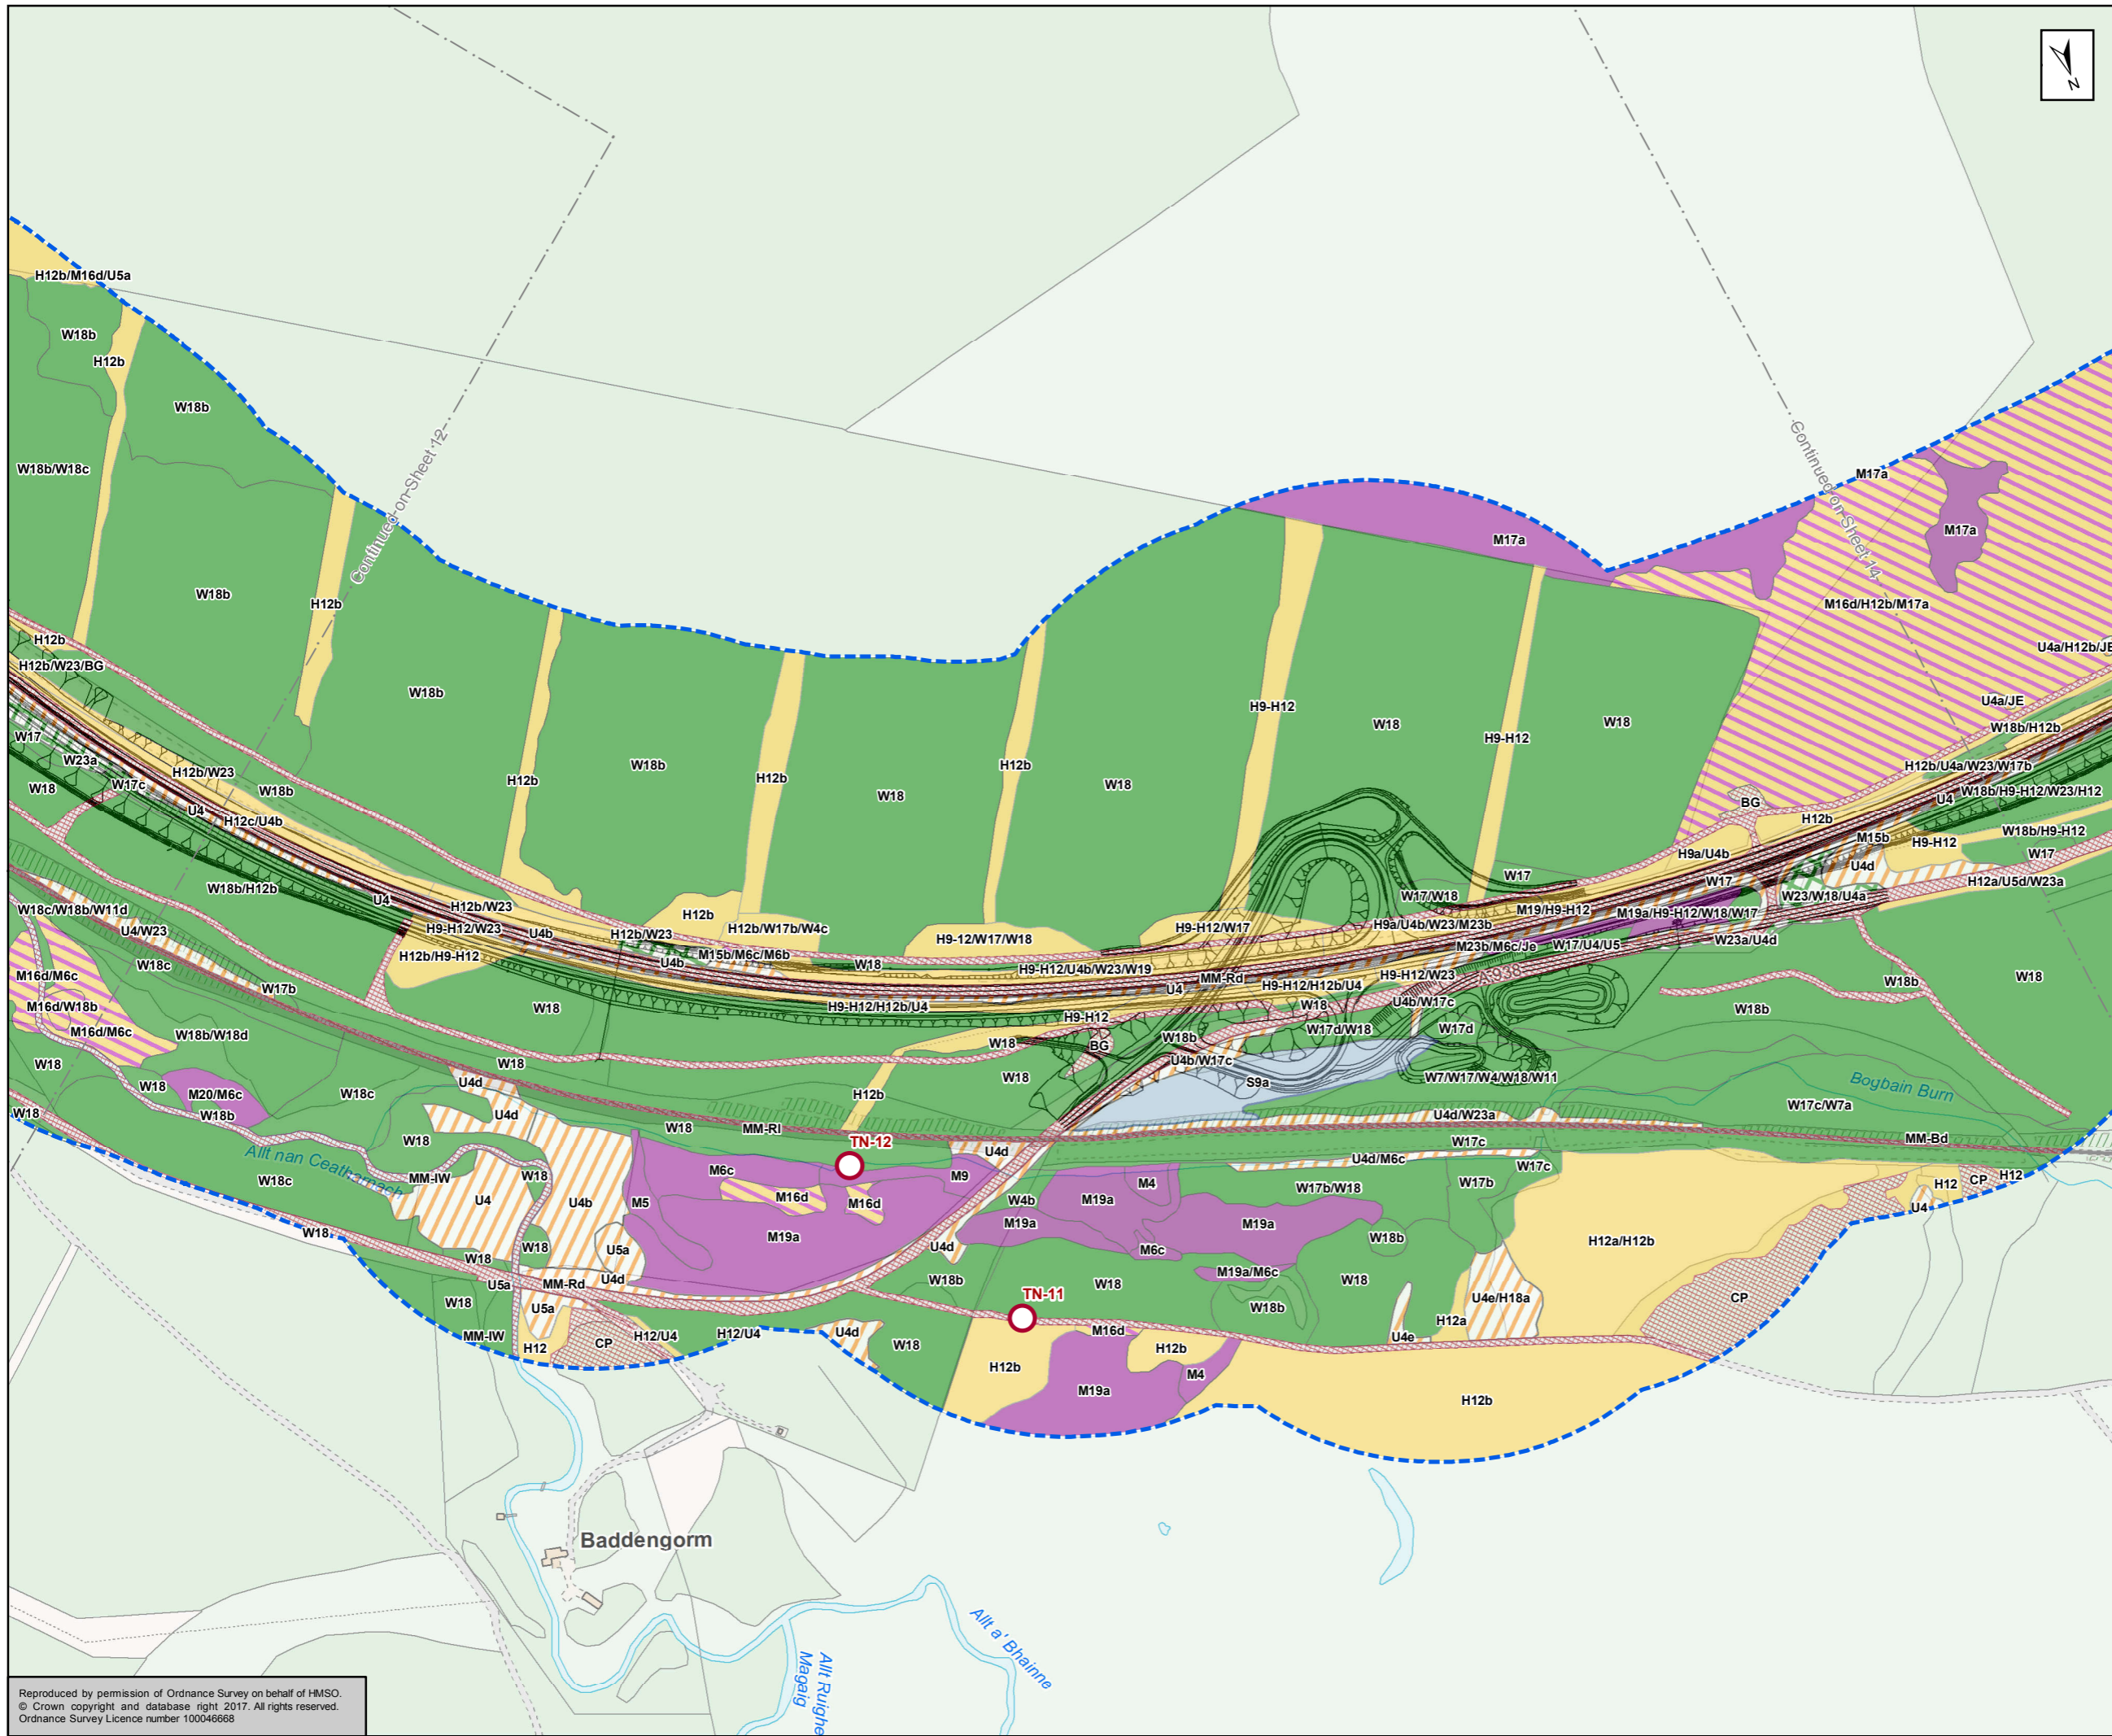 N
H12b/M16d/U5a
W18b
H12b
W18b
Continued on Sheet 12
Continued on Sheet 14
W18b/W18c
M17a
M17a
M17a
W18b
H12b
M16d/H12b/M17a
H12b
U4a/H12b/JE
H12b/W23/BG
W18b
U4a/JE
H9-H12
W18
W18
W18b/H12b
W17
H9-H12
W23a
H12b/W23
W18b
H12b
H12b
H12b
H12b/U4a/W23/W17b
W18
W17c
W18b
W18
W18
W18b/H9-H12/W23/H12
U4
BG
U4
H12c/U4b
H12b
M15b
W18b/H9-H12
H9-H12
H9a/U4b
W17
U4d
W18b/H12b
W17
W17
H12a/U5d/W23a
U4
H12b/W23
W17/W18
W23/W18/U4a
W18c/W18b/W11d
H12b
M19/H9-H12
M19a/H9-H12/W18/W17
U4/W23
H9-H12/W23
U4b
H12b/W23
H12b/W17b/W4c
H9-12/W17/W18
H9-H12/W17
H9a/U4b/W23/M23b
W23a/U4d
H12b/H9-H12
M15b/M6c/M6b
M23b/M6c/Je
W17/U4/U5
W18c
U4b
W18
H9-H12/U4b/W23/W19
MM-Rd
H9-H12/W23
A 938
M16d/M6c
W17b
U4
H9-H12/H12b/U4
W18b
W18
M16d/W18b
W18
H9-H12/H12b/U4
H9-H12
W18
U4b/W17c
W18b
M16d/M6c
W18b/W18d
W18
BG
W18b
W17d/W18
W17d
W18
W18
U4b/W17c
W18
U4d
W18
S9a
W7/W17/W4/W18/W11
Bogbain Burn
W18
M20/M6c
W18c
H12b
W17c/W7a
W18
W18b
U4d
U4d/W23a
W18
MM-Rl
W18
W17c
MM-Bd
TN-12
Allt nan Ceatharnach
U4d
U4d/M6c
W17c
W18c
MM-IW
W18
M6c
M9
M4
W17b/W18
W17b
H12
CP
H12
U4
U4b
M5
M16d
M16d
W4b
M19a
U4
W18
M19a
M19a
M19a
W18b
W18
W18
U5a
U4d
M6c
H12a/H12b
U5a
MM-Rd
U4d
W18b
W18
M19a/M6c
W18
TN-11
U4e/H18a
CP
W18
U5a
W18b
H12a
MM-IW
H12
CP
H12/U4
H12/U4
U4d
W18
M16d
U4e
H12b
H12b
M19a
M4
H12b
Baddengorm
Allt a' Bhainne
Allt Ruighe
Magaig
Reproduced by permission of Ordnance Survey on behalf of HMSO.
© Crown copyright and database right 2017. All rights reserved.
Ordnance Survey Licence number 100046668